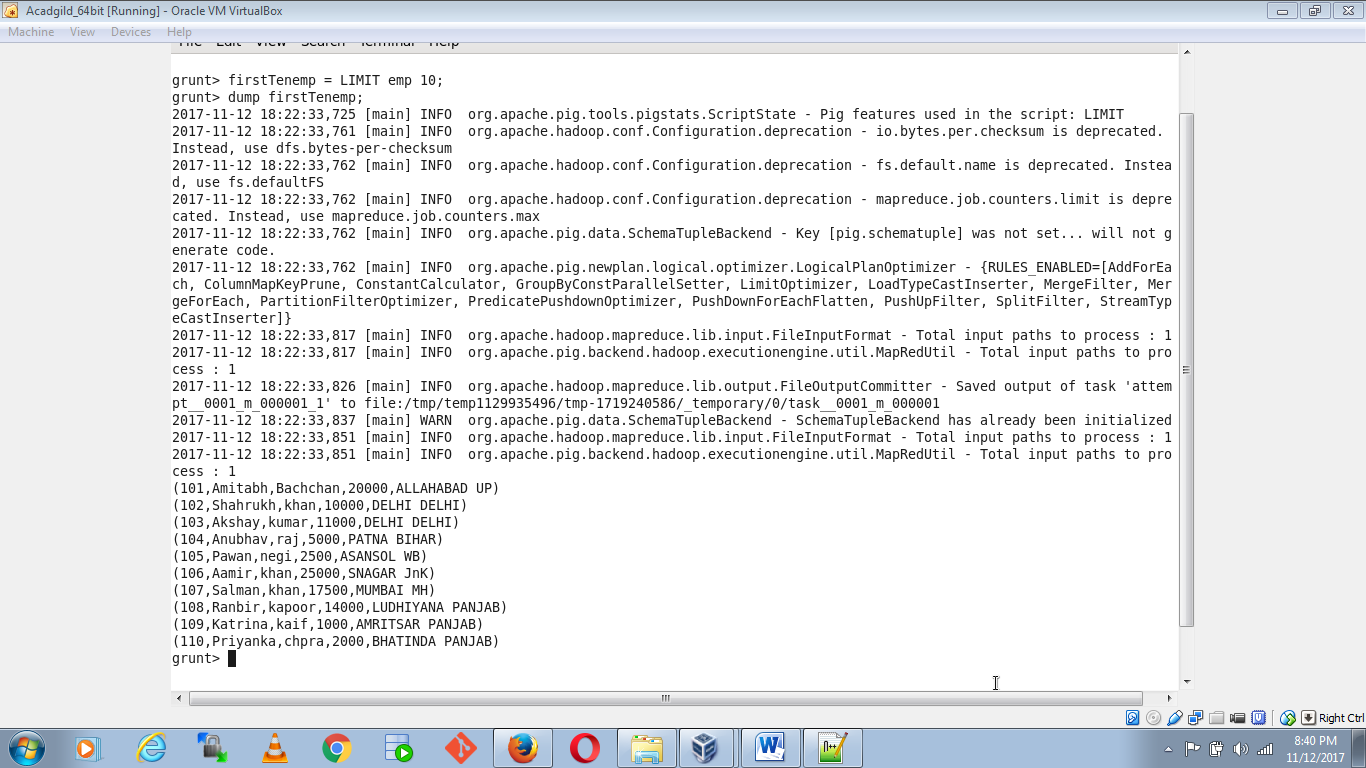 Acadgild_64bit [Running] - Oracle VM VirtualBox
Machine View Devices Help
File Edit View Search Terminal Help
grunt> firstTenemp = LIMIT emp 10;
grunt> dump firstTenemp;
2017-11-12 18:22:33,725 [main] INFO  org.apache.pig.tools.pigstats.ScriptState - Pig features used in the script: LIMIT
2017-11-12 18:22:33,761 [main] INFO  org.apache.hadoop.conf.Configuration.deprecation - io.bytes.per.checksum is deprecated.
Instead, use dfs.bytes-per-checksum
2017-11-12 18:22:33,762 [main] INFO  org.apache.hadoop.conf.Configuration.deprecation - fs.default.name is deprecated. Instea
d, use fs.defaultFS
2017-11-12 18:22:33,762 [main] INFO  org.apache.hadoop.conf.Configuration.deprecation - mapreduce.job.counters.limit is depre
cated. Instead, use mapreduce.job.counters.max
2017-11-12 18:22:33,762 [main] INFO  org.apache.pig.data.SchemaTupleBackend - Key [pig.schematuple] was not set... will not g
enerate code.
2017-11-12 18:22:33,762 [main] INFO  org.apache.pig.newplan.logical.optimizer.LogicalPlanOptimizer - {RULES_ENABLED=[AddForEa
ch, ColumnMapKeyPrune, ConstantCalculator, GroupByConstParallelSetter, LimitOptimizer, LoadTypeCastInserter, MergeFilter, Mer
geForEach, PartitionFilterOptimizer, PredicatePushdownOptimizer, PushDownForEachFlatten, PushUpFilter, SplitFilter, StreamTyp
eCastInserter]}
2017-11-12 18:22:33,817 [main] INFO  org.apache.hadoop.mapreduce.lib.input.FileInputFormat - Total input paths to process : 1
2017-11-12 18:22:33,817 [main] INFO  org.apache.pig.backend.hadoop.executionengine.util.MapRedUtil - Total input paths to pro
cess : 1
2017-11-12 18:22:33,826 [main] INFO  org.apache.hadoop.mapreduce.lib.output.FileOutputCommitter - Saved output of task 'attem
pt__0001_m_000001_1' to file:/tmp/temp1129935496/tmp-1719240586/_temporary/0/task__0001_m_000001
2017-11-12 18:22:33,837 [main] WARN  org.apache.pig.data.SchemaTupleBackend - SchemaTupleBackend has already been initialized
2017-11-12 18:22:33,851 [main] INFO  org.apache.hadoop.mapreduce.lib.input.FileInputFormat - Total input paths to process : 1
2017-11-12 18:22:33,851 [main] INFO  org.apache.pig.backend.hadoop.executionengine.util.MapRedUtil - Total input paths to pro
cess : 1
(101,Amitabh,Bachchan,20000,ALLAHABAD UP)
(102,Shahrukh,khan,10000,DELHI DELHI)
(103,Akshay,kumar,11000,DELHI DELHI)
(104,Anubhav,raj,5000,PATNA BIHAR)
(105,Pawan,negi,2500,ASANSOL WB)
(106,Aamir,khan,25000,SNAGAR JnK)
(107,Salman,khan,17500,MUMBAI MH)
(108,Ranbir,kapoor,14000,LUDHIYANA PANJAB)
(109,Katrina,kaif,1000,AMRITSAR PANJAB)
(110,Priyanka,chpra,2000,BHATINDA PANJAB)
grunt>
Right Ctrl
8:40 PM
11/12/2017